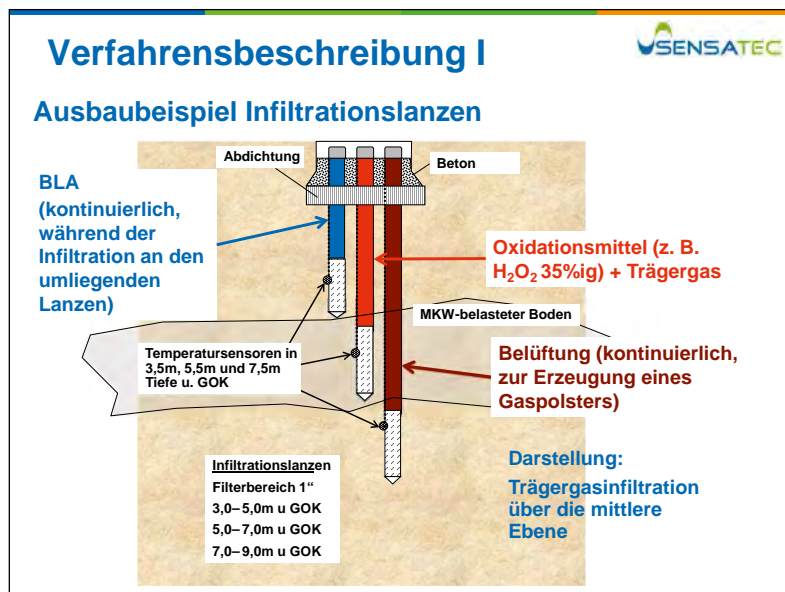 Verfahrensbeschreibung I
SENSATEC
Ausbaubeispiel Infiltrationslanzen
Abdichtung
Beton
BLA
(kontinuierlich,
während der
Infiltration an den
umliegenden
Lanzen)
Oxidationsmittel (z. B.
H₂O₂ 35%ig) + Trägergas
MKW-belasteter Boden
Temperatursensoren in
3,5m, 5,5m und 7,5m
Tiefe u. GOK
Belüftung (kontinuierlich,
zur Erzeugung eines
Gaspolsters)
Infiltrationslanzen
Filterbereich 1“
3,0–5,0m u GOK
5,0–7,0m u GOK
7,0–9,0m u GOK
Darstellung:
Trägergasinfiltration
über die mittlere
Ebene